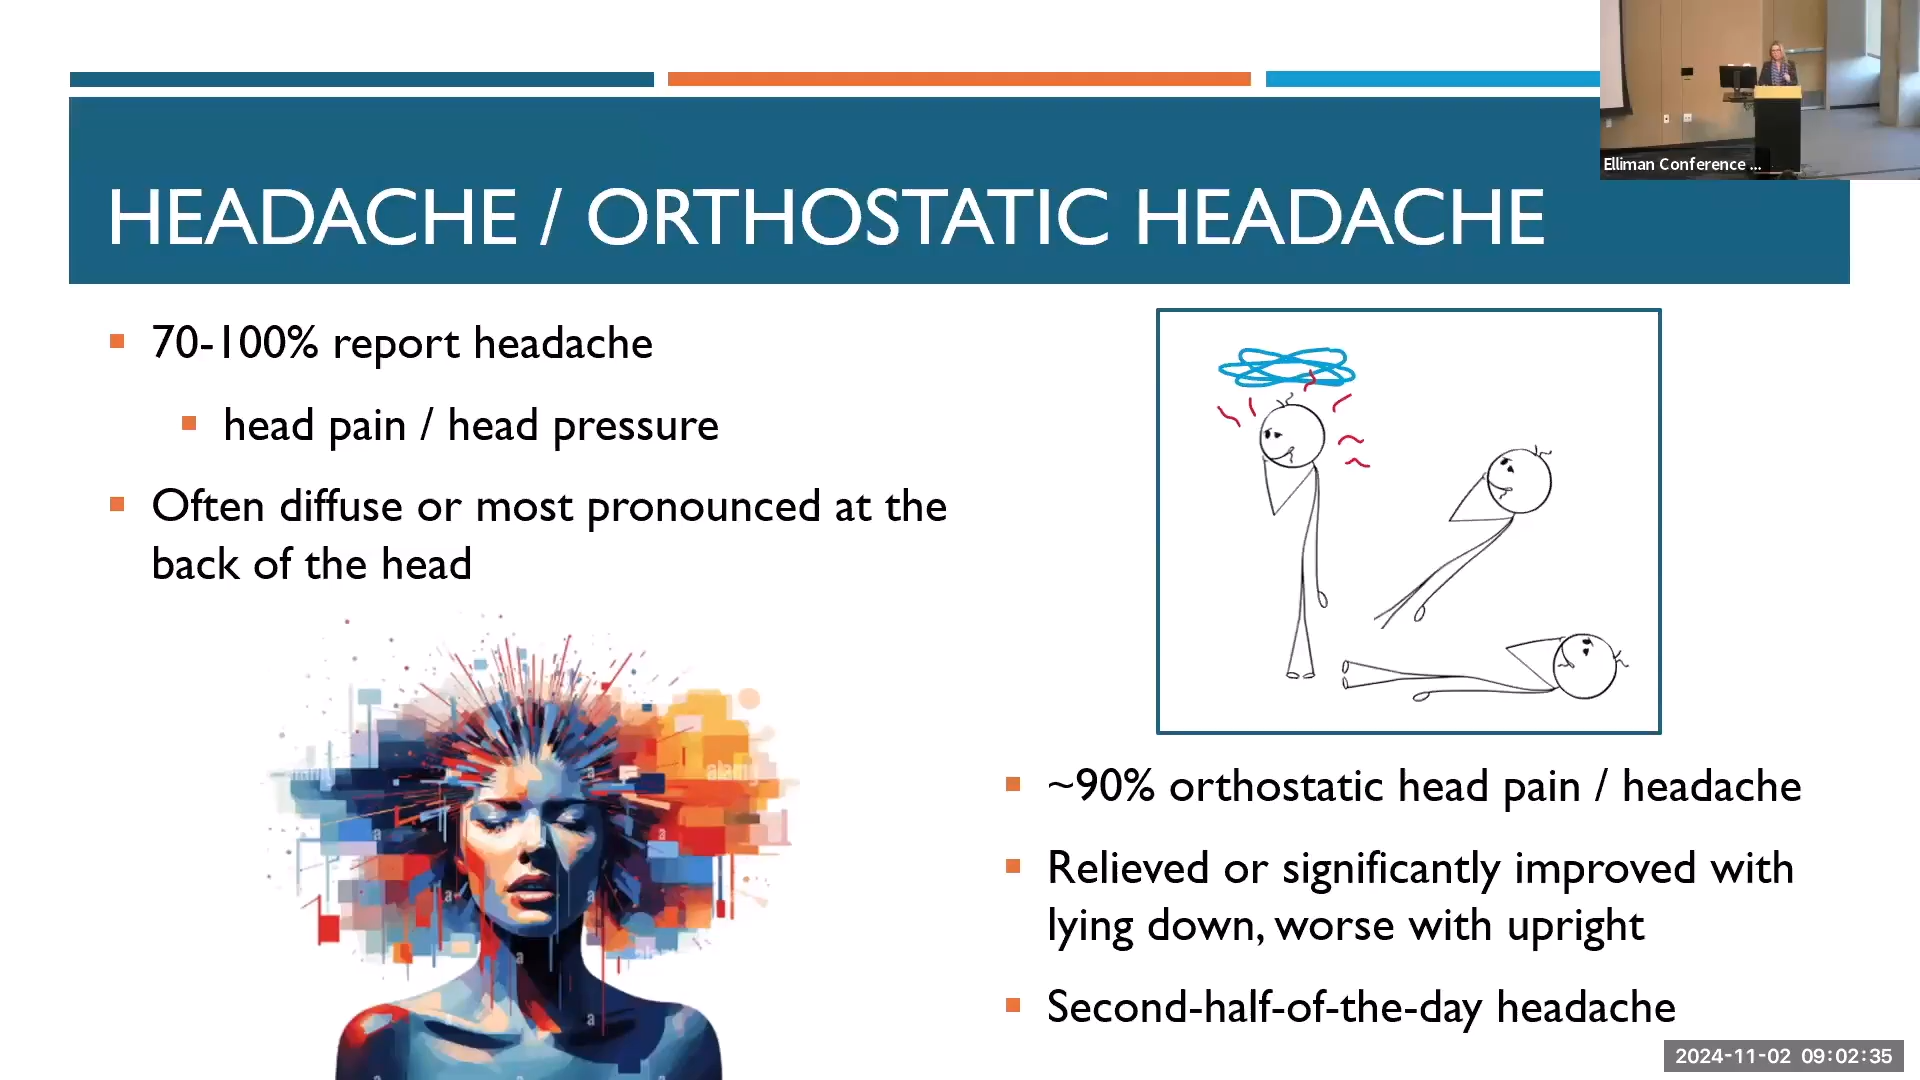 Elliman Conference ...
HEADACHE / ORTHOSTATIC HEADACHE
70-100% report headache
head pain / head pressure
Often diffuse or most pronounced at the
back of the head
~90% orthostatic head pain / headache
Relieved or significantly improved with
lying down, worse with upright
Second-half-of-the-day headache
alamy
a
a
a
a
a
a
2024-11-02 09:02:35